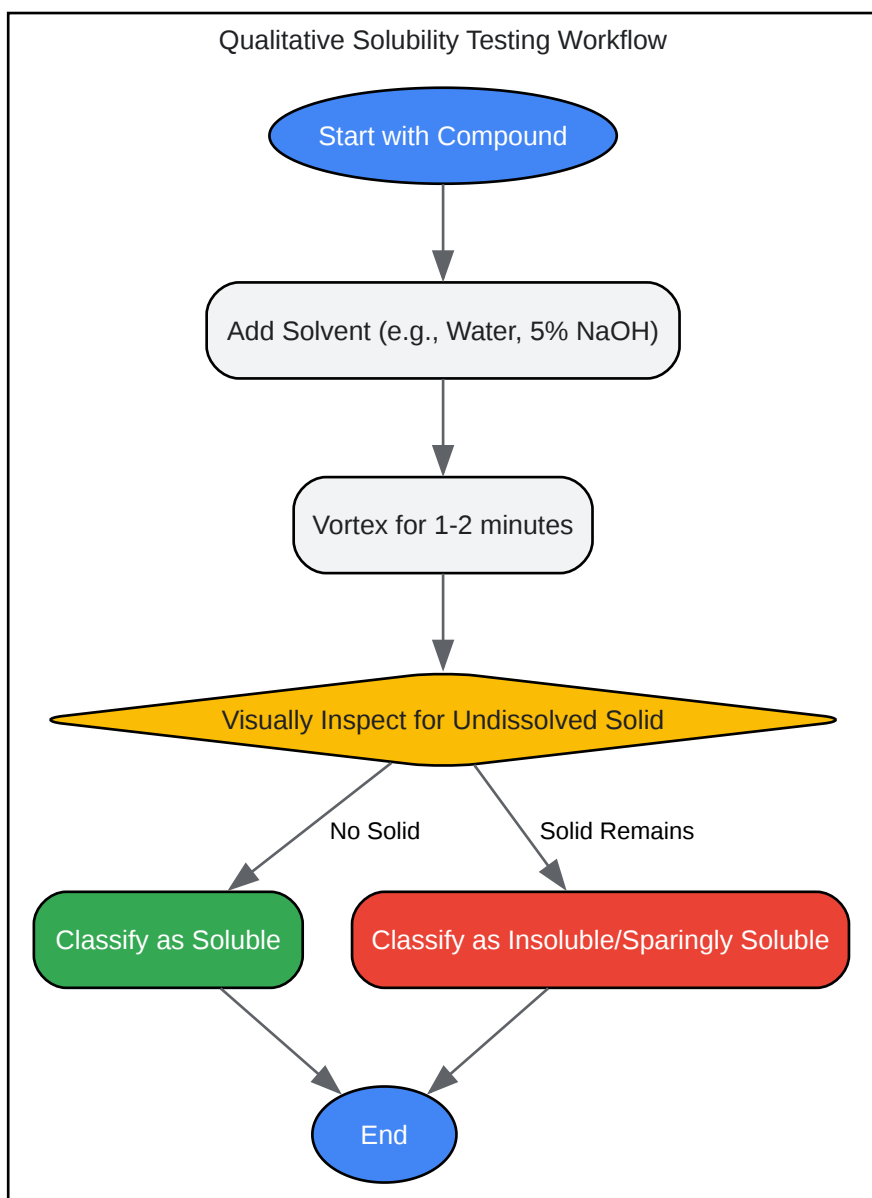 Qualitative Solubility Testing Workflow
Start with Compound
Add Solvent (e.g., Water, 5% NaOH)
Vortex for 1-2 minutes
Visually Inspect for Undissolved Solid
No Solid
Solid Remains
Classify as Soluble
Classify as Insoluble/Sparingly Soluble
End